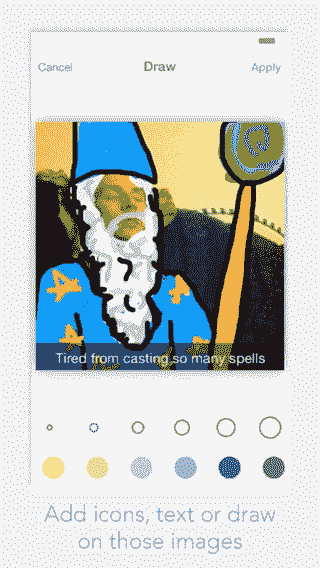 Cancel Draw Apply
Tired from casting so many spells
Add icons, text or draw
on those images